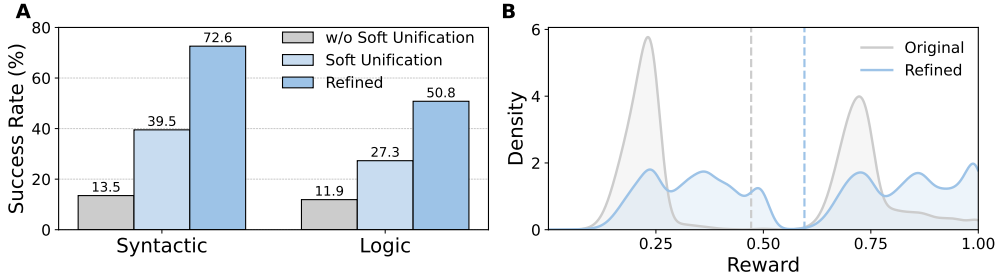 A
Success Rate (%)
80
60
40
20
0
13.5
39.5
72.6
11.9
27.3
50.8
w/o Soft Unification
Soft Unification
Refined
Syntactic
Logic
B
Density
6
4
2
0
Original
Refined
0.25
0.50
0.75
1.00
Reward